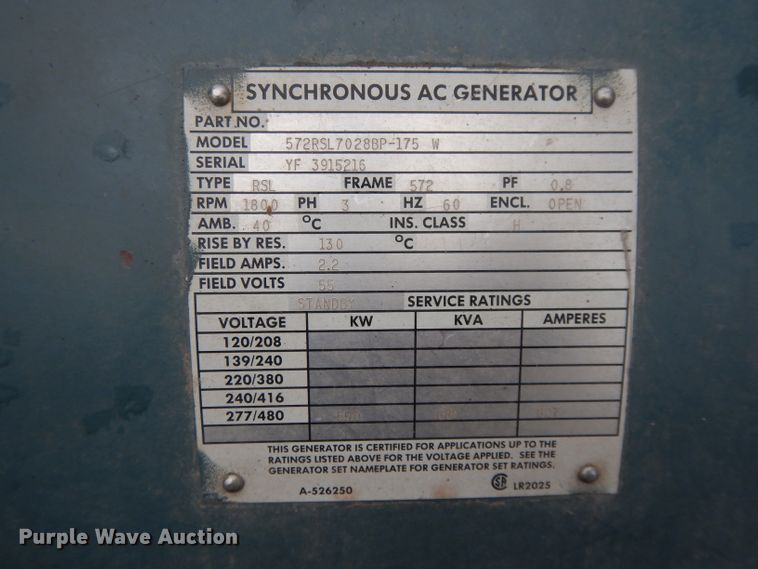 SYNCHRONOUS AC GENERATOR
PART.NO.
MODEL 572RSL7028BP-175 W
SERIAL YF 3915216
TYPE RSL FRAME 572 PF 0.8
RPM 1800 PH 3 HZ 60 ENCL. OPEN
AMB. 40 °C INS. CLASS H
RISE BY RES. 130 °C
FIELD AMPS. 2.2
FIELD VOLTS 55
STANDBY SERVICE RATINGS
VOLTAGE KW KVA AMPERES
120/208
139/240
220/380
240/416
277/480
THIS GENERATOR IS CERTIFIED FOR APPLICATIONS UP TO THE
RATINGS LISTED ABOVE FOR THE VOLTAGE APPLIED. SEE THE
GENERATOR SET NAMEPLATE FOR GENERATOR SET RATINGS.
A-526250 LR2025
Purple Wave Auction